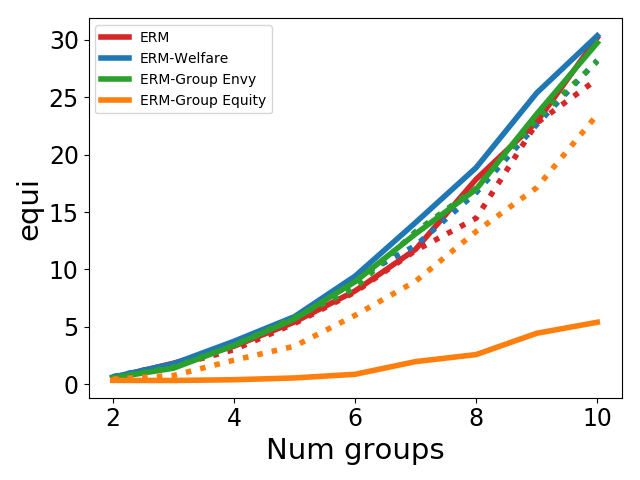 ERM
ERM-Welfare
ERM-Group Envy
ERM-Group Equity
equi
30
25
20
15
10
5
0
2 4 6 8 10
Num groups